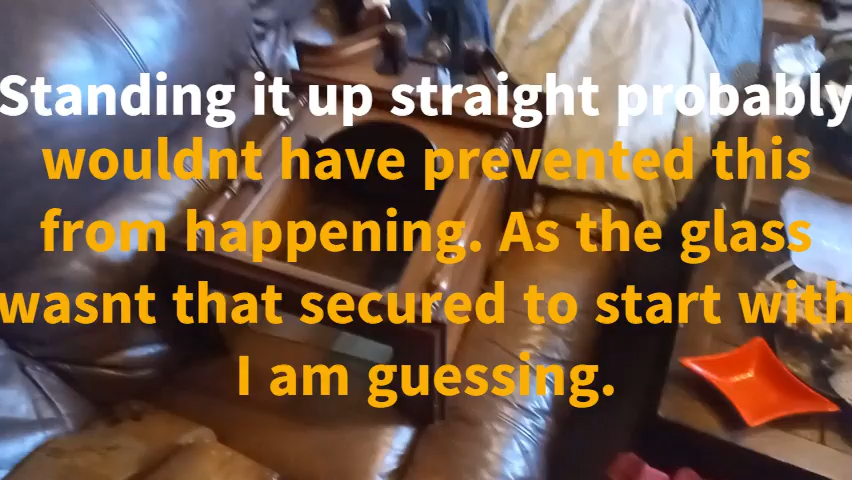 Standing it up straight probably
wouldnt have prevented this
from happening. As the glass
wasnt that secured to start with
I am guessing.